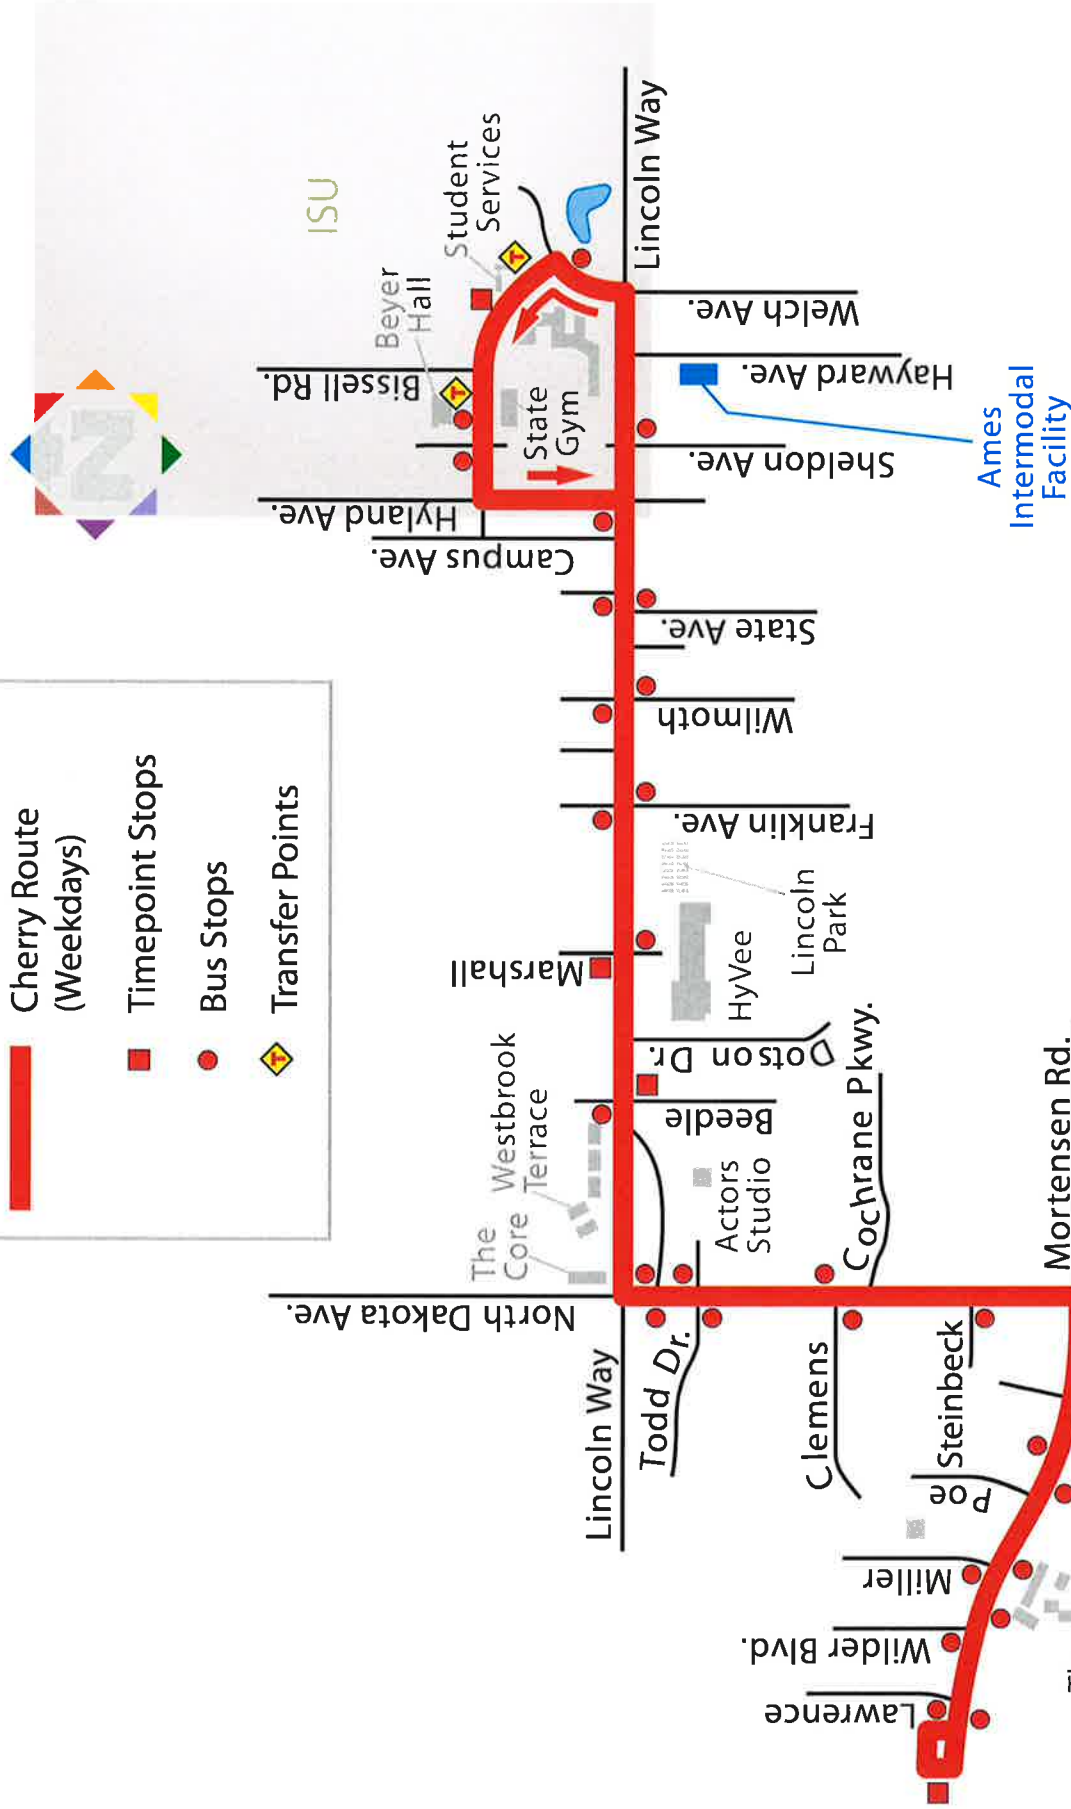 Cherry Route
(Weekdays)
Timepoint Stops
Bus Stops
T
Transfer Points
N
ISU
Student
Services
T
Beyer
Hall
Bissell Rd.
T
State
Gym
Hyland Ave.
Campus Ave.
Lincoln Way
Welch Ave.
Hayward Ave.
Sheldon Ave.
Ames
Intermodal
Facility
State Ave.
Wilmoth
Franklin Ave.
Lincoln
Park
HyVee
Marshall
Dotson Dr.
Beedle
Westbrook
Terrace
The
Core
Actors
Studio
North Dakota Ave.
Lincoln Way
Todd Dr.
Cochrane Pkwy.
Clemens
Steinbeck
Mortensen Rd.
Poe
Miller
Wilder Blvd.
Lawrence